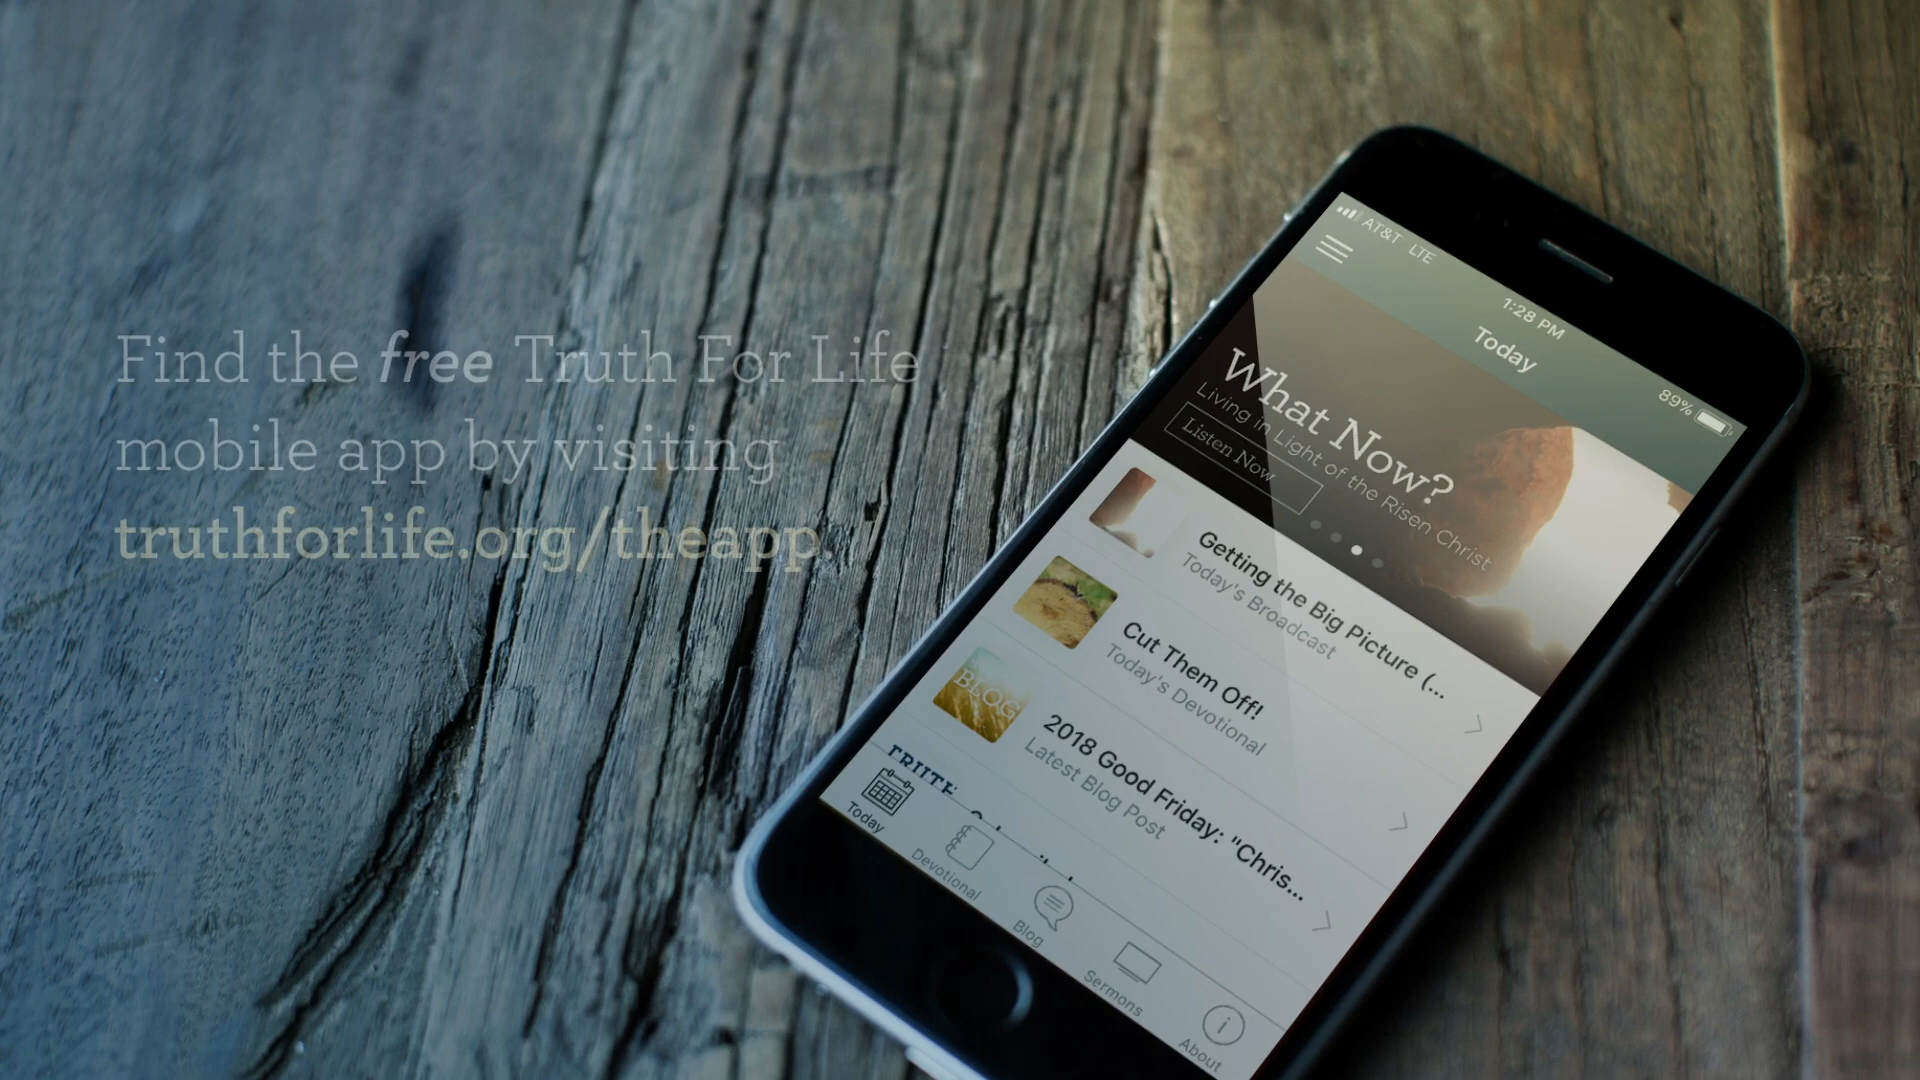 Find the free Truth For Life
mobile app by visiting
truthforlife.org/theapp.
AT&T LTE
1:28 PM
89%
Today
What Now?
Living in Light of the Risen Christ
Listen Now
Getting the Big Picture (...
Today's Broadcast
Cut Them Off!
Today's Devotional
BLOG
2018 Good Friday: "Chris...
Latest Blog Post
Today
Devotional
Blog
Sermons
About